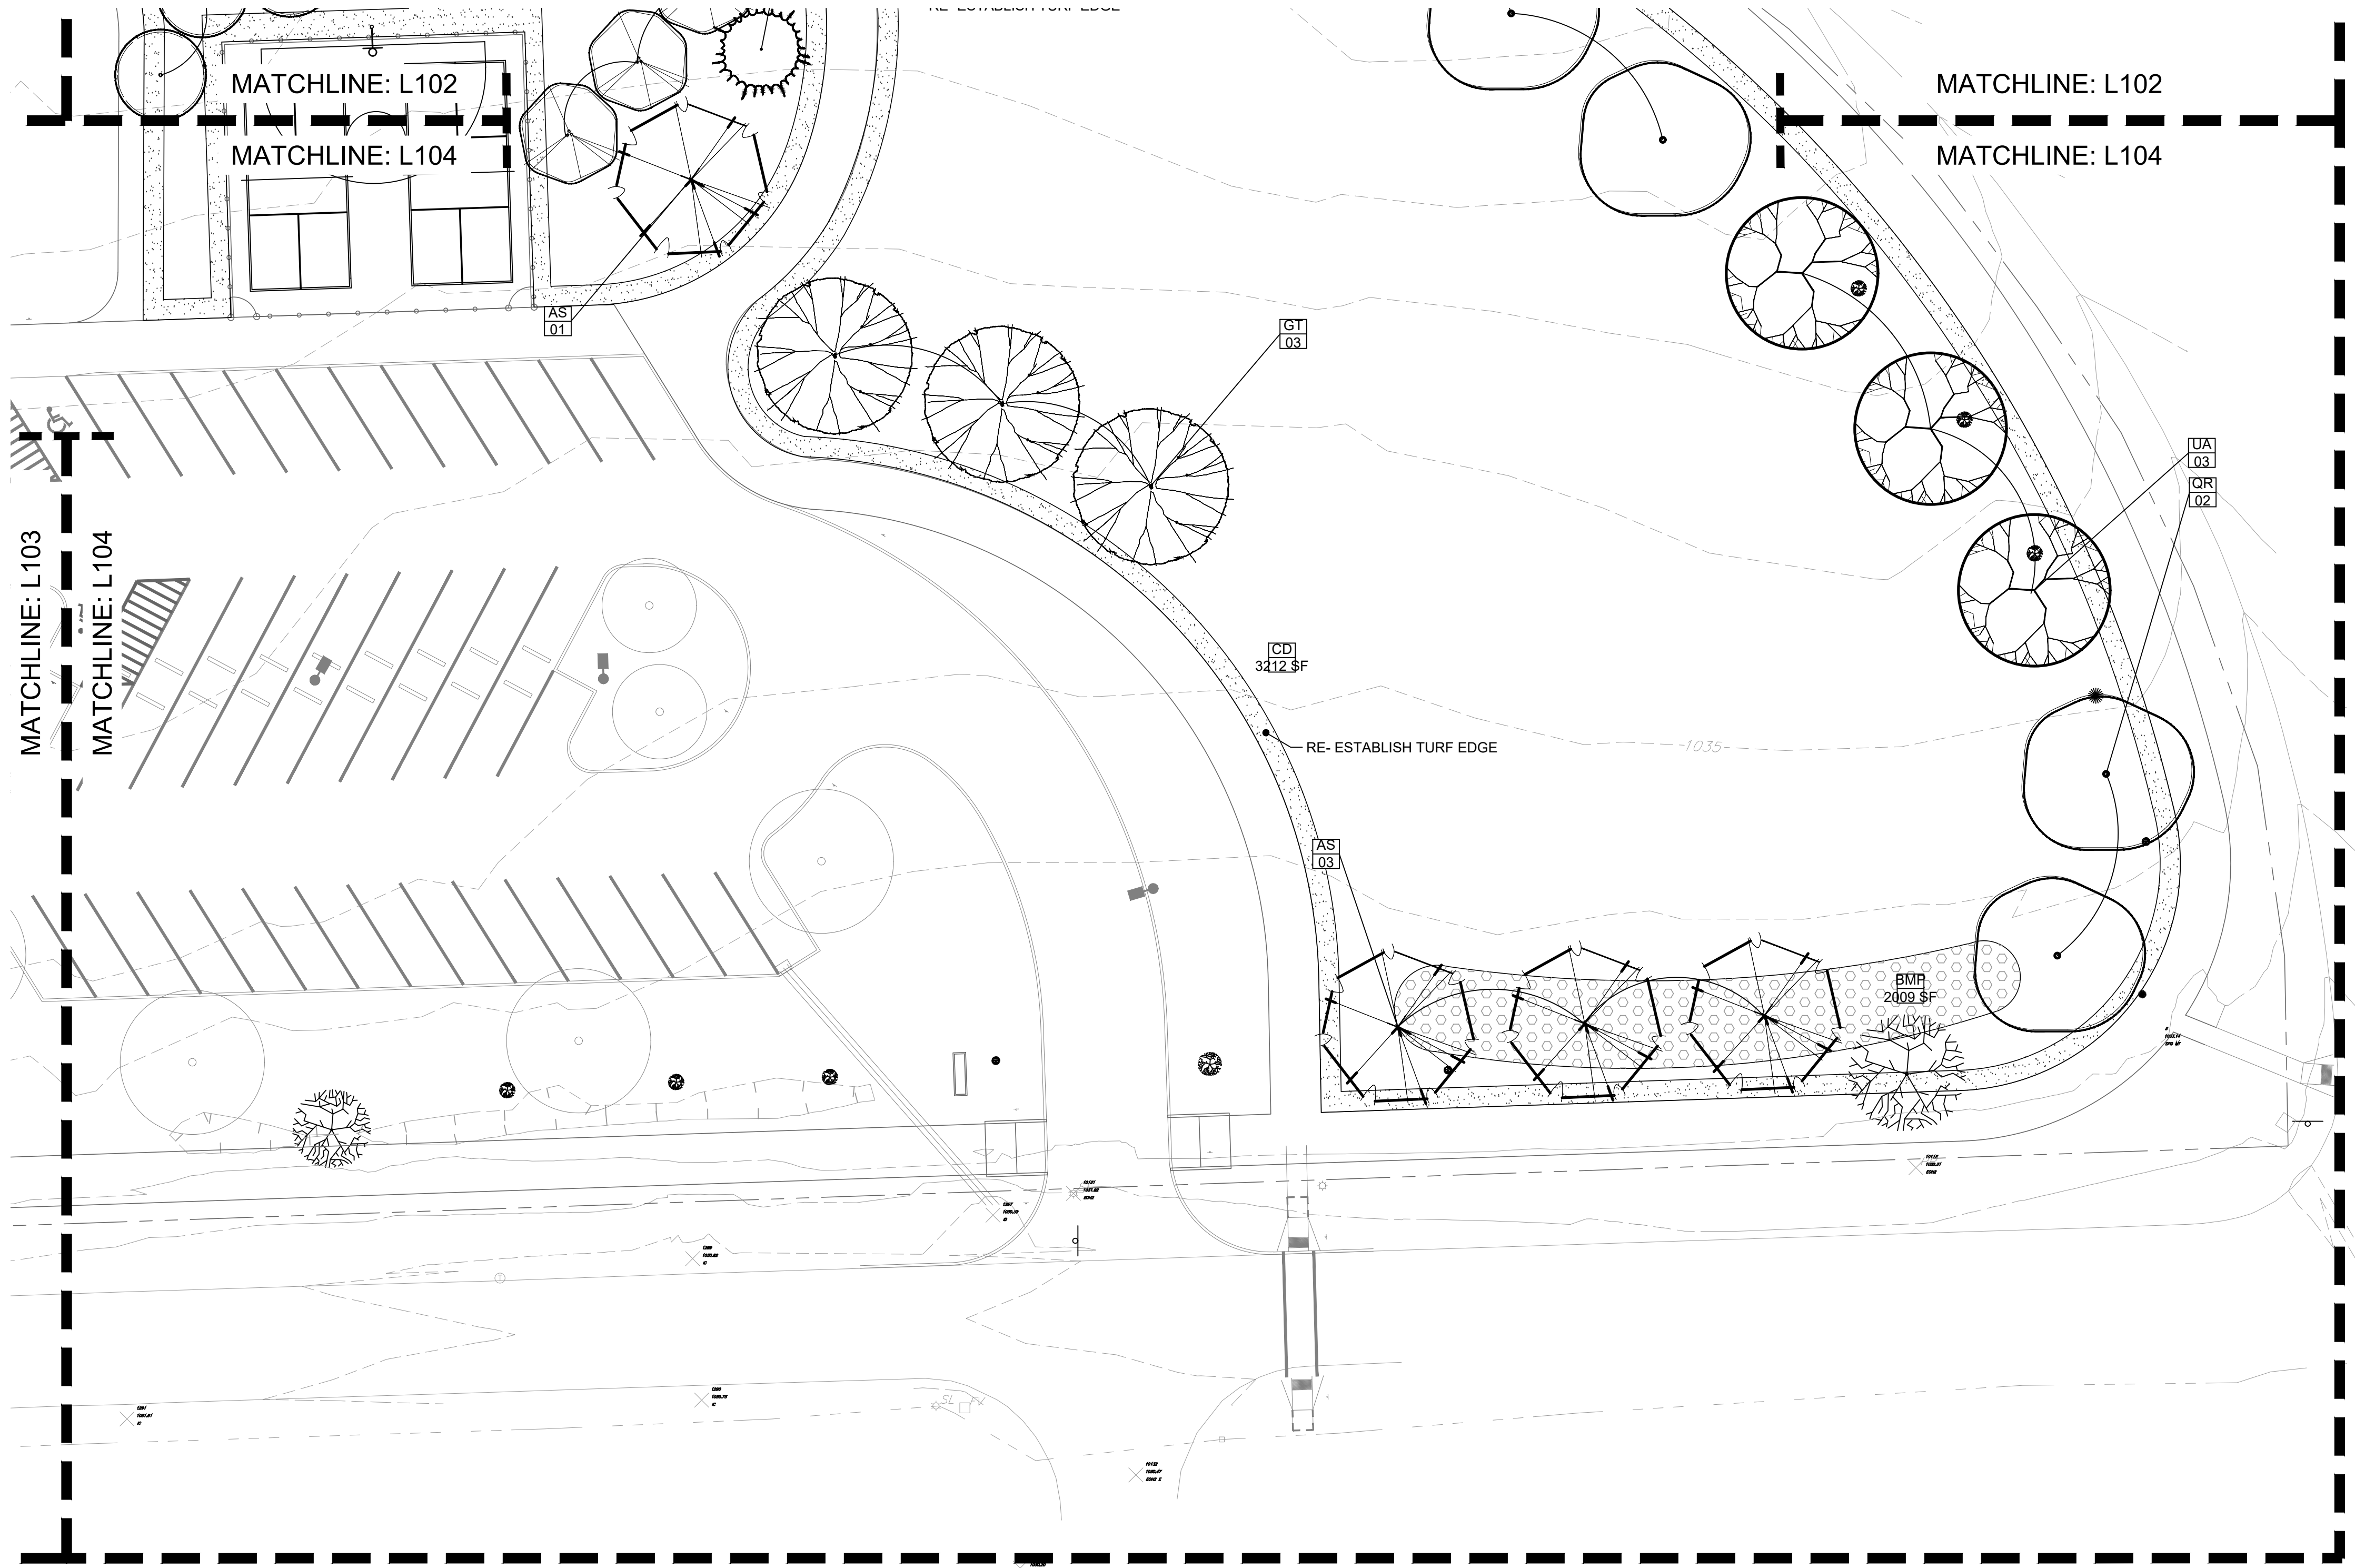 RE- ESTABLISH TURF EDGE
MATCHLINE: L102
MATCHLINE: L104
MATCHLINE: L102
MATCHLINE: L104
AS
01
GT
03
UA
03
QR
02
MATCHLINE: L103
MATCHLINE: L104
CD
3212 SF
RE- ESTABLISH TURF EDGE
1035
AS
03
BMP
2009 SF
SL